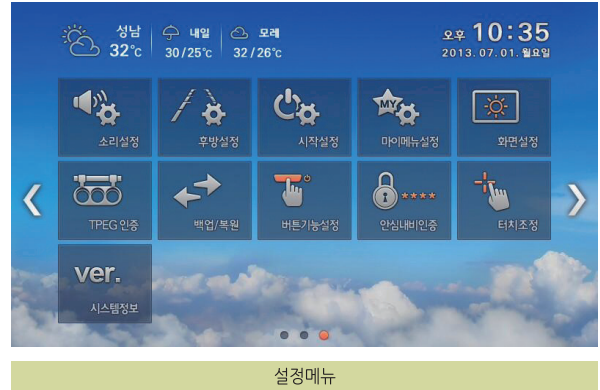 성남
32°c
내일
30/25°c
모레
32/26°c
오후 10:35
2013.07.01.월요일
소리설정
후방설정
시작설정
MY
마이메뉴설정
화면설정
TPEG 인증
백업/복원
버튼기능설정
****
안심내비인증
터치조정
ver.
시스템정보
설정메뉴